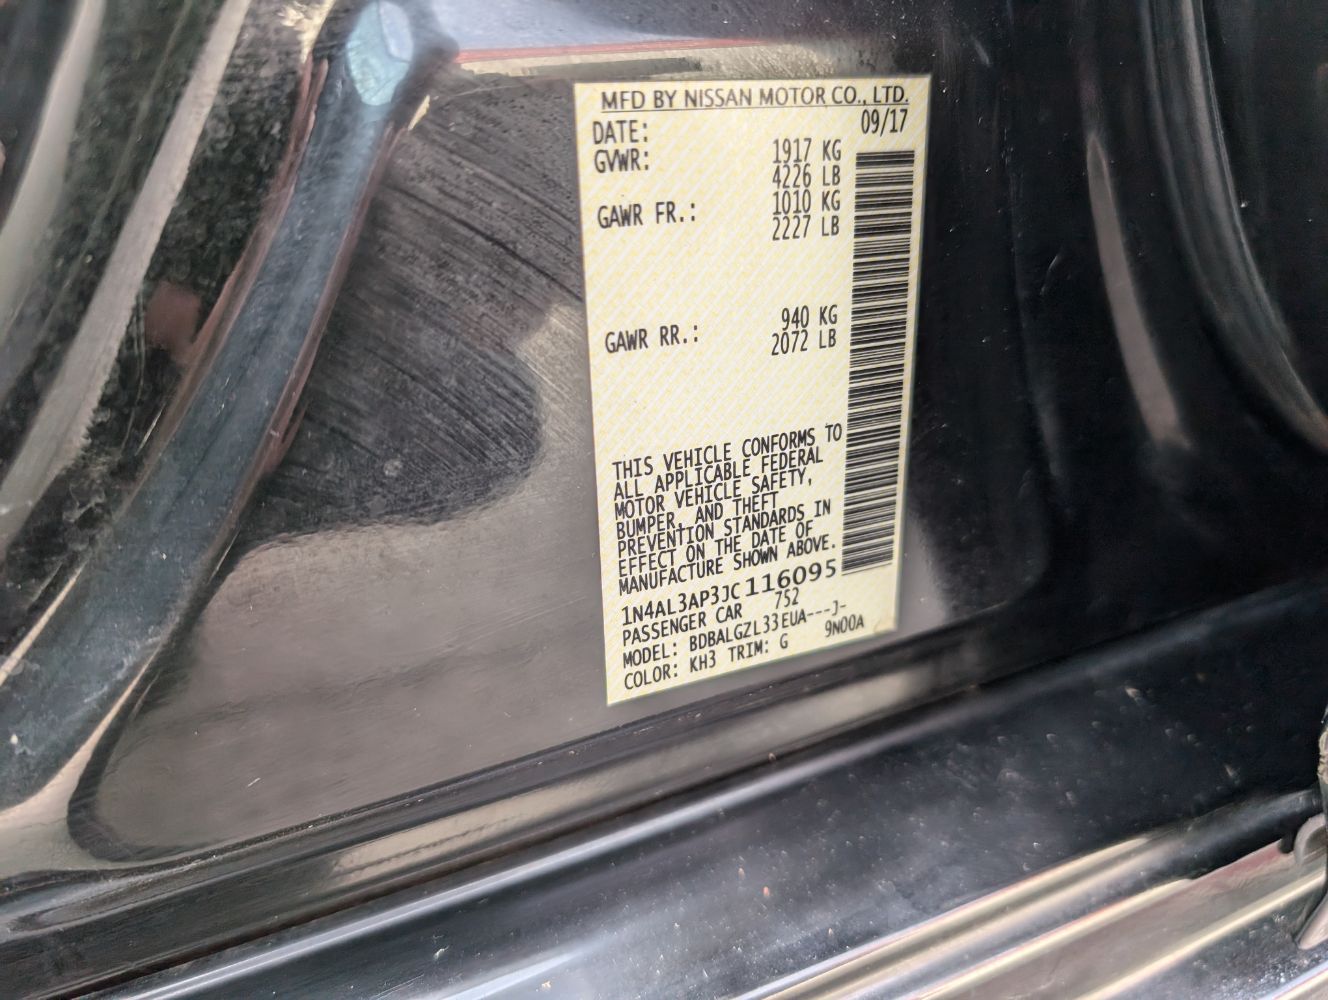 MFD BY NISSAN MOTOR CO., LTD.
DATE: 09/17
GVWR: 1917 KG
4226 LB
GAWR FR.: 1010 KG
2227 LB
GAWR RR.: 940 KG
2072 LB
THIS VEHICLE CONFORMS TO
ALL APPLICABLE FEDERAL
MOTOR VEHICLE SAFETY,
BUMPER, AND THEFT
PREVENTION STANDARDS IN
EFFECT ON THE DATE OF
MANUFACTURE SHOWN ABOVE.
1N4AL3AP3JC116095
PASSENGER CAR 752
MODEL: BDBALGZL33EUA---J-
COLOR: KH3 TRIM: G 9N00A